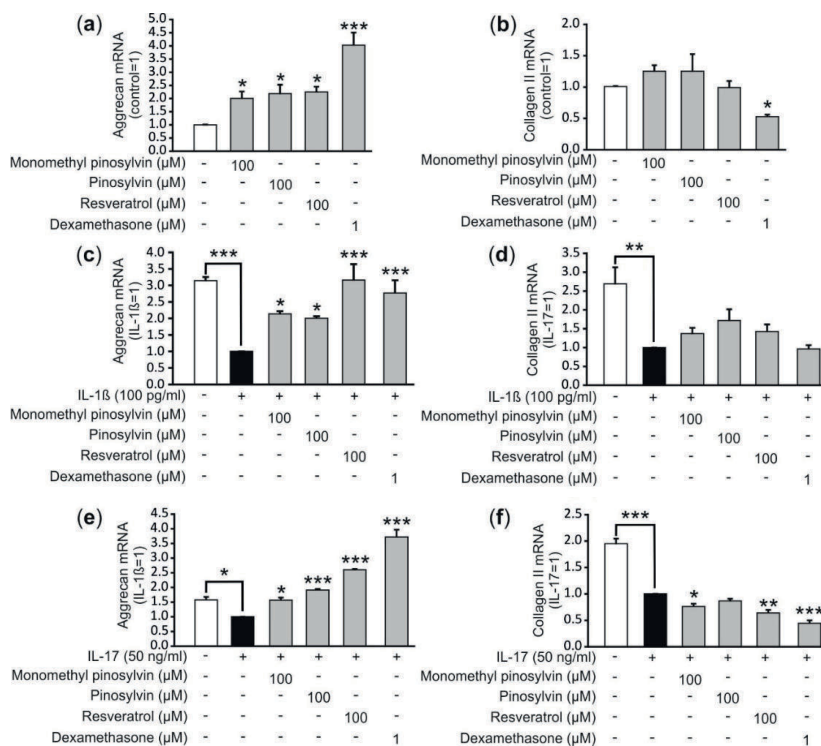 (a)
***
* * *
*
Aggrecan mRNA
(control=1)
5.0
4.5
4.0
3.5
3.0
2.5
2.0
1.5
1.0
0.5
0.0
Monomethyl pinosylvin (µM) - 100 - - -
Pinosylvin (µM) - - 100 - -
Resveratrol (µM) - - - 100 -
Dexamethasone (µM) - - - - 1
(b)
*
Collagen II mRNA
(control=1)
2.0
1.5
1.0
0.5
0.0
Monomethyl pinosylvin (µM) - 100 - - -
Pinosylvin (µM) - - 100 - -
Resveratrol (µM) - - - 100 -
Dexamethasone (µM) - - - - 1
(c)
*** * * *** ***
Aggrecan mRNA
(IL-1ß=1)
4.0
3.5
3.0
2.5
2.0
1.5
1.0
0.5
0.0
IL-1ß (100 pg/ml) - + + + + +
Monomethyl pinosylvin (µM) - - 100 - - -
Pinosylvin (µM) - - - 100 - -
Resveratrol (µM) - - - - 100 -
Dexamethasone (µM) - - - - - 1
(d)
**
Collagen II mRNA
(IL-17=1)
3.5
3.0
2.5
2.0
1.5
1.0
0.5
0.0
IL-1ß (100 pg/ml) - + + + + +
Monomethyl pinosylvin (µM) - - 100 - - -
Pinosylvin (µM) - - - 100 - -
Resveratrol (µM) - - - - 100 -
Dexamethasone (µM) - - - - - 1
(e)
* * *** *** ***
Aggrecan mRNA
(IL-1ß=1)
4.5
4.0
3.5
3.0
2.5
2.0
1.5
1.0
0.5
0.0
IL-17 (50 ng/ml) - + + + + +
Monomethyl pinosylvin (µM) - - 100 - - -
Pinosylvin (µM) - - - 100 - -
Resveratrol (µM) - - - - 100 -
Dexamethasone (µM) - - - - - 1
(f)
*** * ** ***
Collagen II mRNA
(IL-17=1)
2.5
2.0
1.5
1.0
0.5
0.0
IL-17 (50 ng/ml) - + + + + +
Monomethyl pinosylvin (µM) - - 100 - - -
Pinosylvin (µM) - - - 100 - -
Resveratrol (µM) - - - - 100 -
Dexamethasone (µM) - - - - - 1